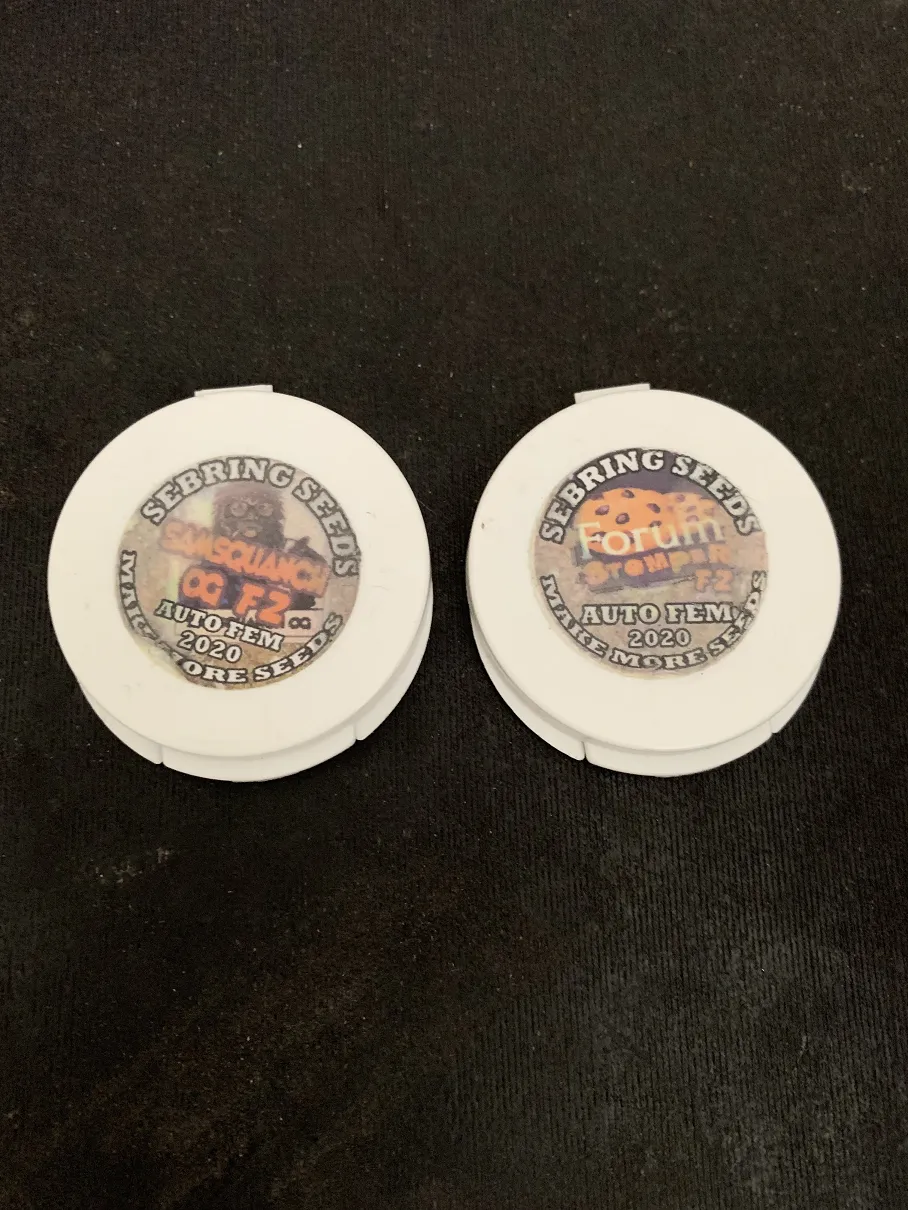 SEBRING SEEDS
SAMSQUANCH
OG F2
OG
AUTO FEM
2020
MAKE MORE SEEDS
SEBRING SEEDS
Forum
Stomper
F2
AUTO FEM
2020
MAKE MORE SEEDS